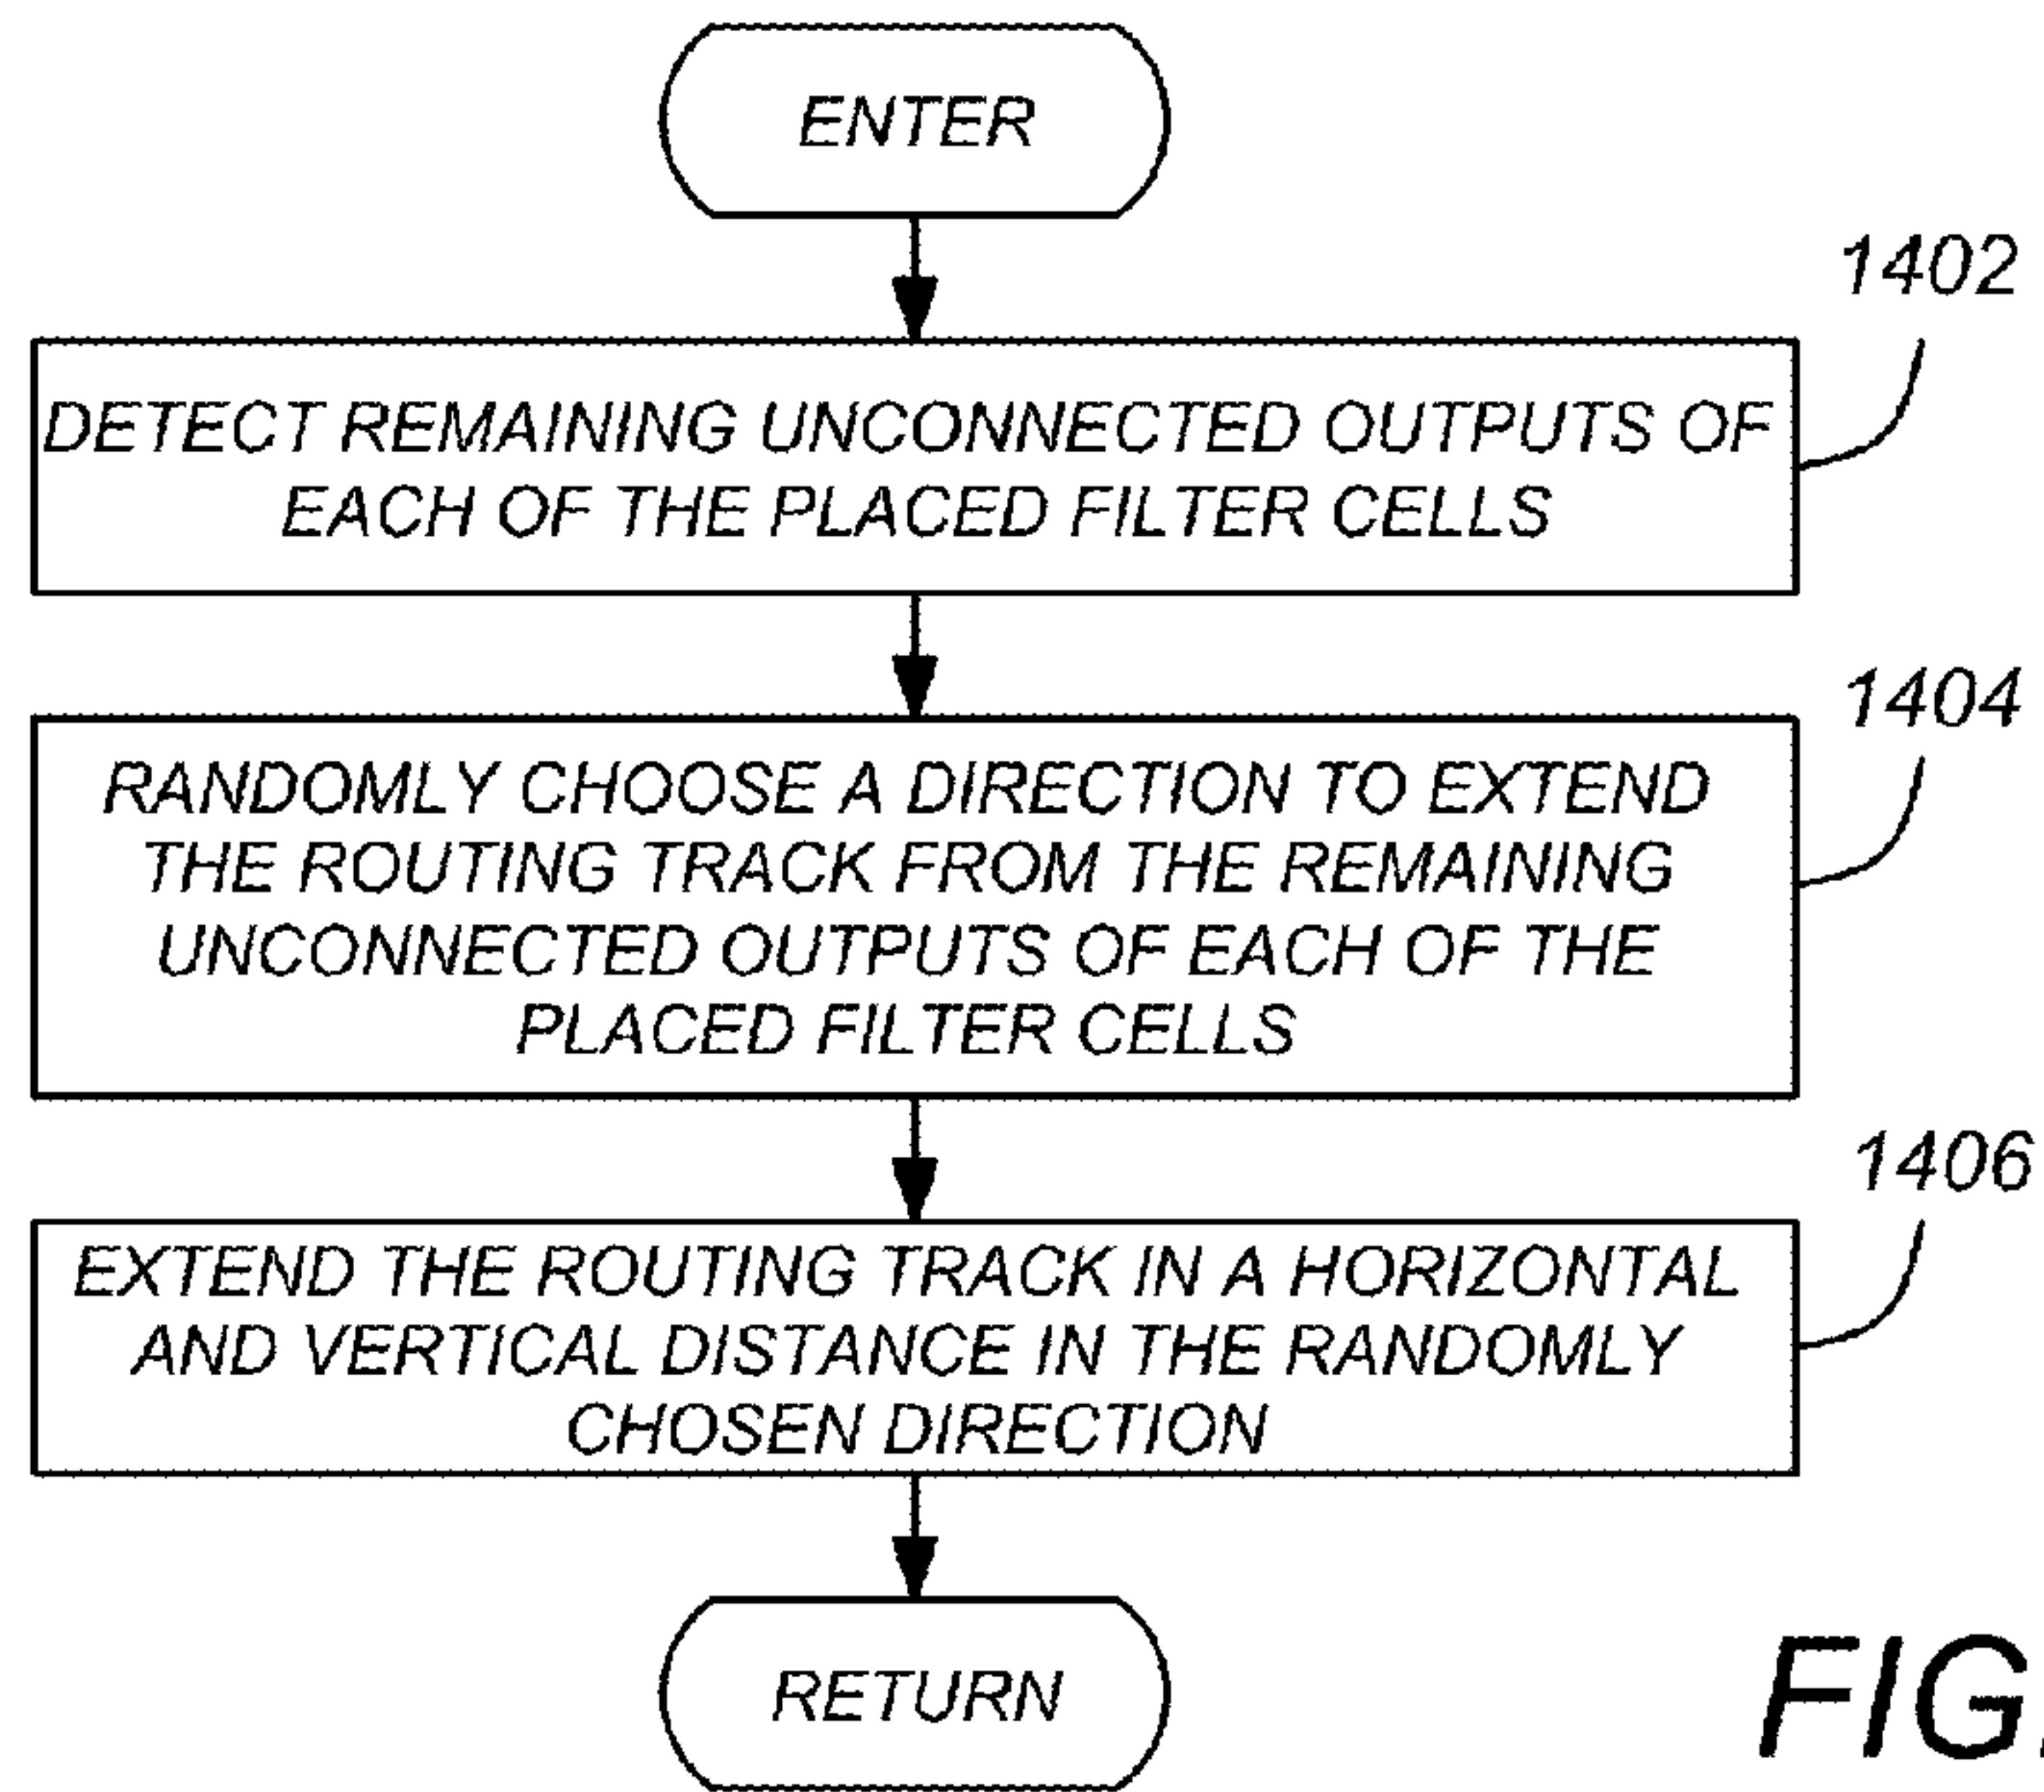 ENTER
1402
DETECT REMAINING UNCONNECTED OUTPUTS OF
EACH OF THE PLACED FILTER CELLS
1404
RANDOMLY CHOOSE A DIRECTION TO EXTEND
THE ROUTING TRACK FROM THE REMAINING
UNCONNECTED OUTPUTS OF EACH OF THE
PLACED FILTER CELLS
1406
EXTEND THE ROUTING TRACK IN A HORIZONTAL
AND VERTICAL DISTANCE IN THE RANDOMLY
CHOSEN DIRECTION
RETURN
FIG.